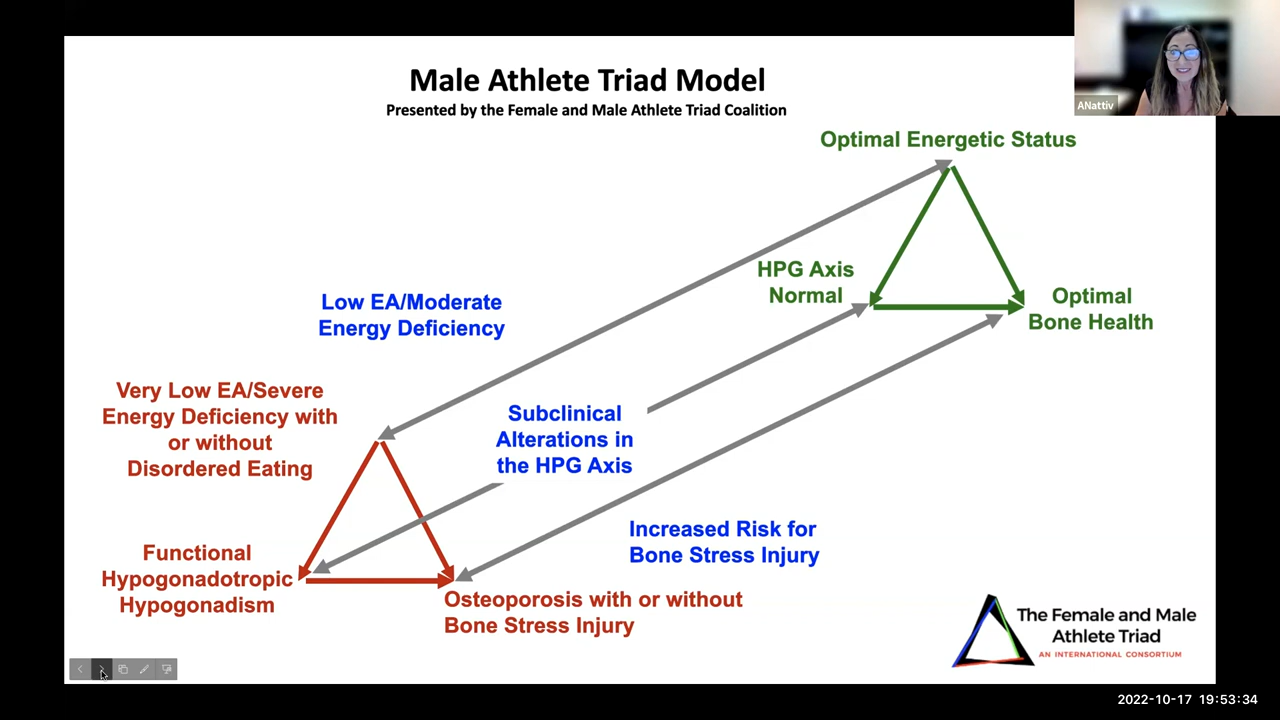 Male Athlete Triad Model
Presented by the Female and Male Athlete Triad Coalition
ANattiv
Optimal Energetic Status
HPG Axis
Normal
Optimal
Bone Health
Low EA/Moderate
Energy Deficiency
Very Low EA/Severe
Energy Deficiency with
or without
Disordered Eating
Subclinical
Alterations in
the HPG Axis
Increased Risk for
Bone Stress Injury
Functional
Hypogonadotropic
Hypogonadism
Osteoporosis with or without
Bone Stress Injury
The Female and Male
Athlete Triad
AN INTERNATIONAL CONSORTIUM
2022-10-17 19:53:34